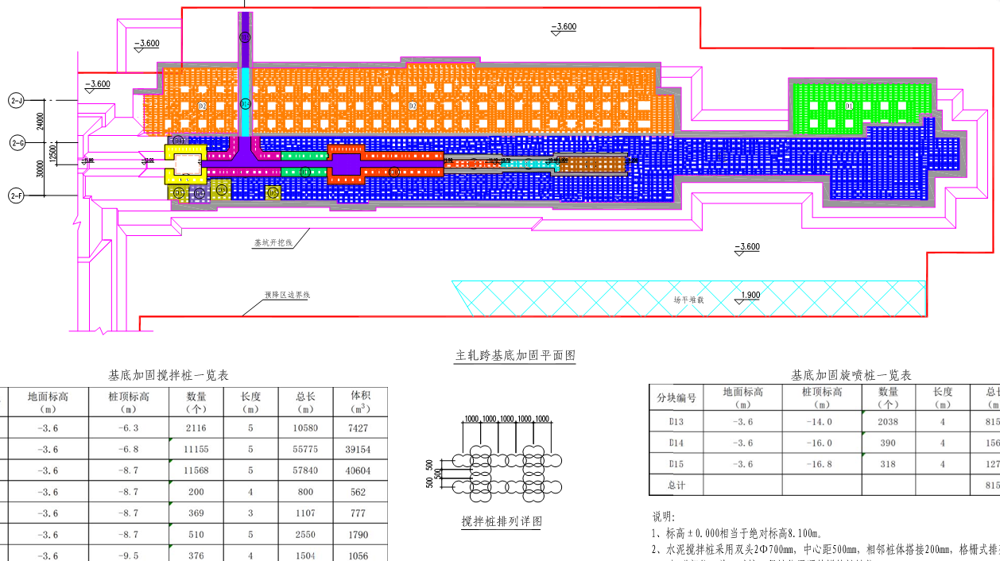 -3.600
-3.600
-3.600
2-J
24000
2-G
12500
30000
2-F
D2
D2
D14
D1
D5
基坑开挖线
-3.600
预降区边界线
场平堆载
1.900
主轧跨基底加固平面图
基底加固搅拌桩一览表
地面标高（m） 桩顶标高（m） 数量（个） 长度（m） 总长（m） 体积（m³）
-3.6 -6.3 2116 5 10580 7427
-3.6 -6.8 11155 5 55775 39154
-3.6 -8.7 11568 5 57840 40604
-3.6 -8.7 200 4 800 562
-3.6 -8.7 369 3 1107 777
-3.6 -8.7 510 5 2550 1790
-3.6 -9.5 376 4 1504 1056
1000 1000 1000 1000 1000
500
500
500
搅拌桩排列详图
基底加固旋喷桩一览表
分块编号 地面标高（m） 桩顶标高（m） 数量（个） 长度（m）
D13 -3.6 -14.0 2038 4 815
D14 -3.6 -16.0 390 4 156
D15 -3.6 -16.8 318 4 127
总计 815
说明:
1、标高±0.000相当于绝对标高8.100m。
2、水泥搅拌桩采用双头2Φ700mm，中心距500mm，相邻桩体搭接200mm，格栅式排